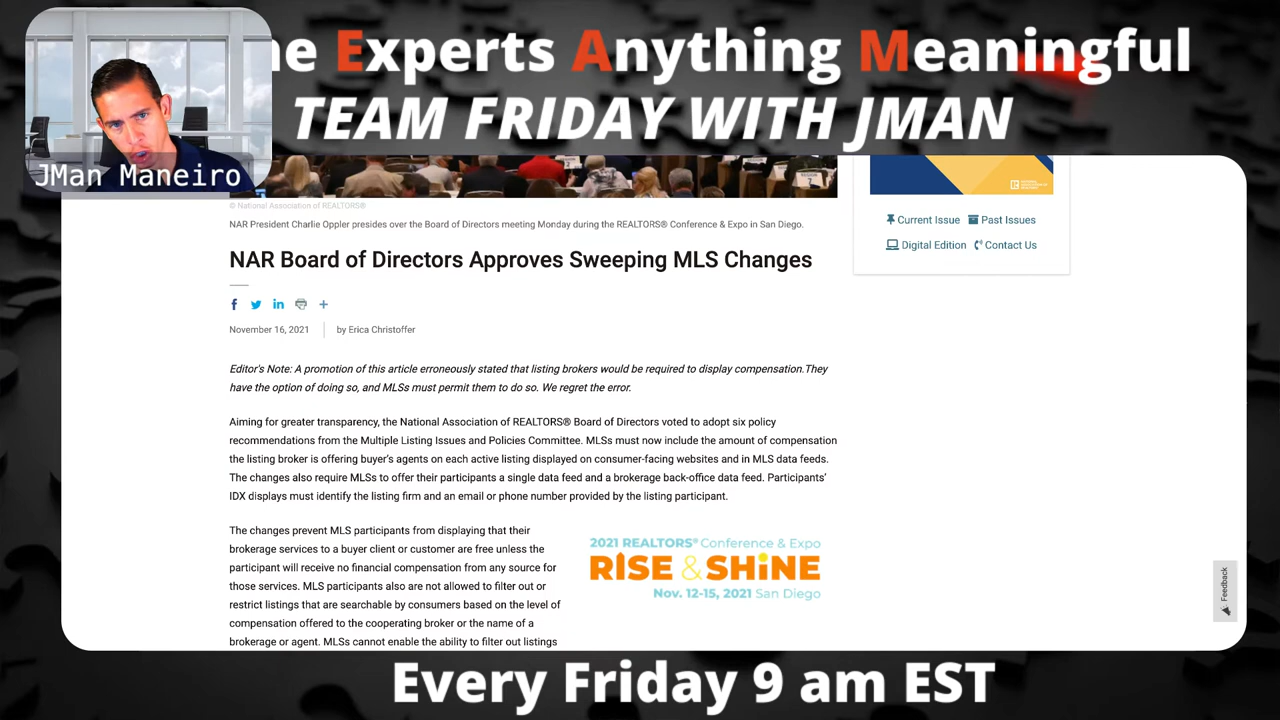 ne Experts Anything Meaningful
TEAM FRIDAY WITH JMAN
JMan Maneiro
© National Association of REALTORS®
NAR President Charlie Oppler presides over the Board of Directors meeting Monday during the REALTORS® Conference & Expo in San Diego.
Current Issue Past Issues
Digital Edition Contact Us
NAR Board of Directors Approves Sweeping MLS Changes
November 16, 2021 by Erica Christoffer
Editor's Note: A promotion of this article erroneously stated that listing brokers would be required to display compensation.They
have the option of doing so, and MLSs must permit them to do so. We regret the error.
Aiming for greater transparency, the National Association of REALTORS® Board of Directors voted to adopt six policy
recommendations from the Multiple Listing Issues and Policies Committee. MLSs must now include the amount of compensation
the listing broker is offering buyer's agents on each active listing displayed on consumer-facing websites and in MLS data feeds.
The changes also require MLSs to offer their participants a single data feed and a brokerage back-office data feed. Participants'
IDX displays must identify the listing firm and an email or phone number provided by the listing participant.
The changes prevent MLS participants from displaying that their
brokerage services to a buyer client or customer are free unless the
participant will receive no financial compensation from any source for
those services. MLS participants also are not allowed to filter out or
restrict listings that are searchable by consumers based on the level of
compensation offered to the cooperating broker or the name of a
brokerage or agent. MLSs cannot enable the ability to filter out listings
2021 REALTORS® Conference & Expo
RISE & SHINE
Nov. 12-15, 2021 San Diego
Feedback
Every Friday 9 am EST